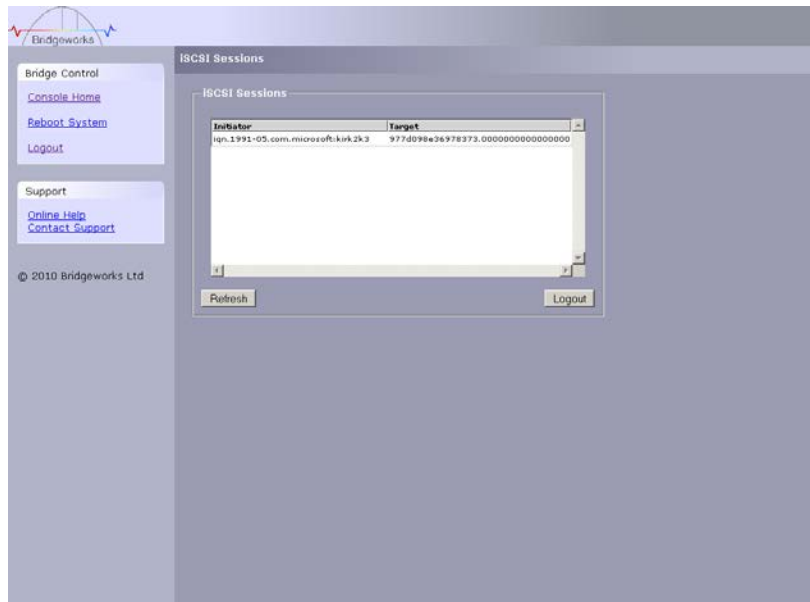 Bridgeworks
iSCSI Sessions
Bridge Control
Console Home
Reboot System
Logout
Support
Online Help
Contact Support
© 2010 Bridgeworks Ltd
iSCSI Sessions
Initiator Target
iqn.1991-05.com.microsoft:kirk2k3 977d098e36978373.0000000000000000
Refresh Logout